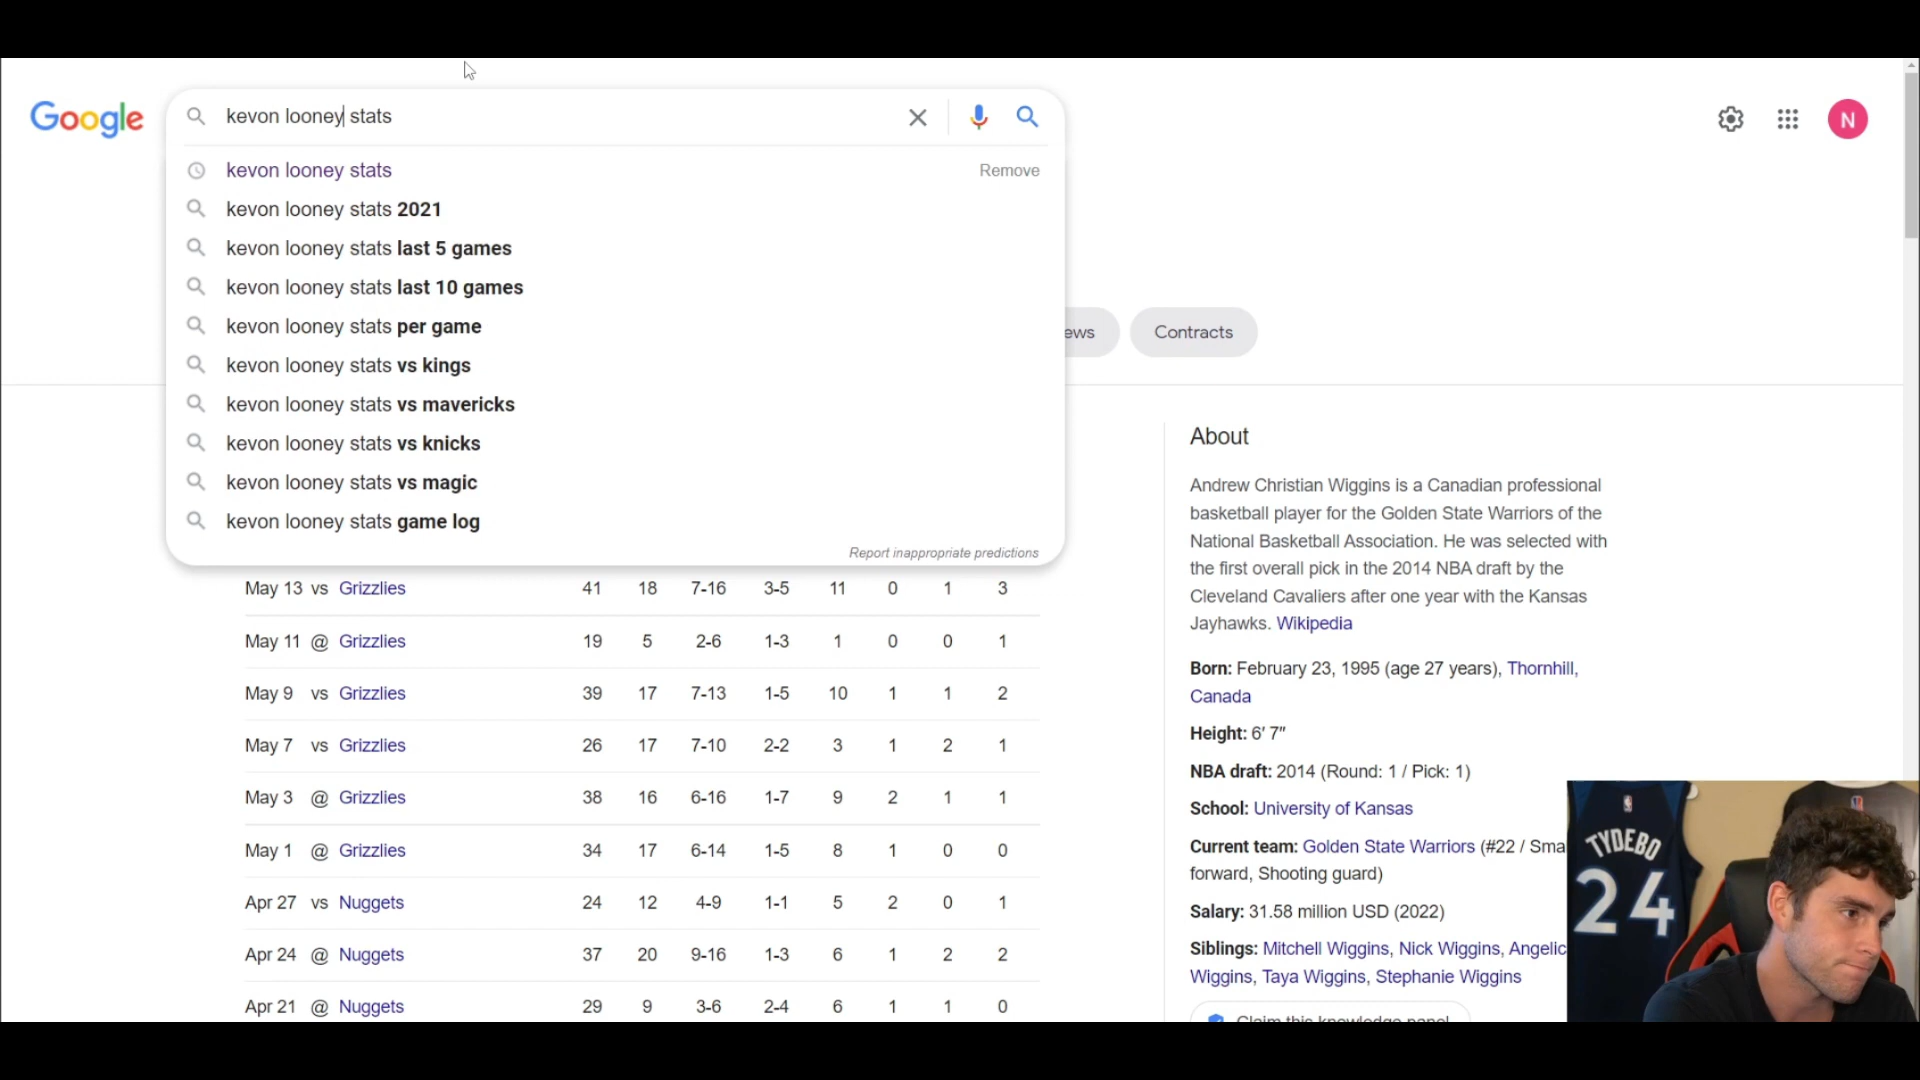 Google
kevon looney stats
N
kevon looney stats
Remove
kevon looney stats 2021
kevon looney stats last 5 games
kevon looney stats last 10 games
kevon looney stats per game
kevon looney stats vs kings
kevon looney stats vs mavericks
kevon looney stats vs knicks
kevon looney stats vs magic
kevon looney stats game log
Report inappropriate predictions
ews
Contracts
May 13 vs Grizzlies 41 18 7-16 3-5 11 0 1 3
May 11 @ Grizzlies 19 5 2-6 1-3 1 0 0 1
May 9 vs Grizzlies 39 17 7-13 1-5 10 1 1 2
May 7 vs Grizzlies 26 17 7-10 2-2 3 1 2 1
May 3 @ Grizzlies 38 16 6-16 1-7 9 2 1 1
May 1 @ Grizzlies 34 17 6-14 1-5 8 1 0 0
Apr 27 vs Nuggets 24 12 4-9 1-1 5 2 0 1
Apr 24 @ Nuggets 37 20 9-16 1-3 6 1 2 2
Apr 21 @ Nuggets 29 9 3-6 2-4 6 1 1 0
About
Andrew Christian Wiggins is a Canadian professional
basketball player for the Golden State Warriors of the
National Basketball Association. He was selected with
the first overall pick in the 2014 NBA draft by the
Cleveland Cavaliers after one year with the Kansas
Jayhawks. Wikipedia
Born: February 23, 1995 (age 27 years), Thornhill,
Canada
Height: 6′ 7″
NBA draft: 2014 (Round: 1 / Pick: 1)
School: University of Kansas
Current team: Golden State Warriors (#22 / Sma
forward, Shooting guard)
Salary: 31.58 million USD (2022)
Siblings: Mitchell Wiggins, Nick Wiggins, Angelic
Wiggins, Taya Wiggins, Stephanie Wiggins
Claim this knowledge panel
TYDEBO
24